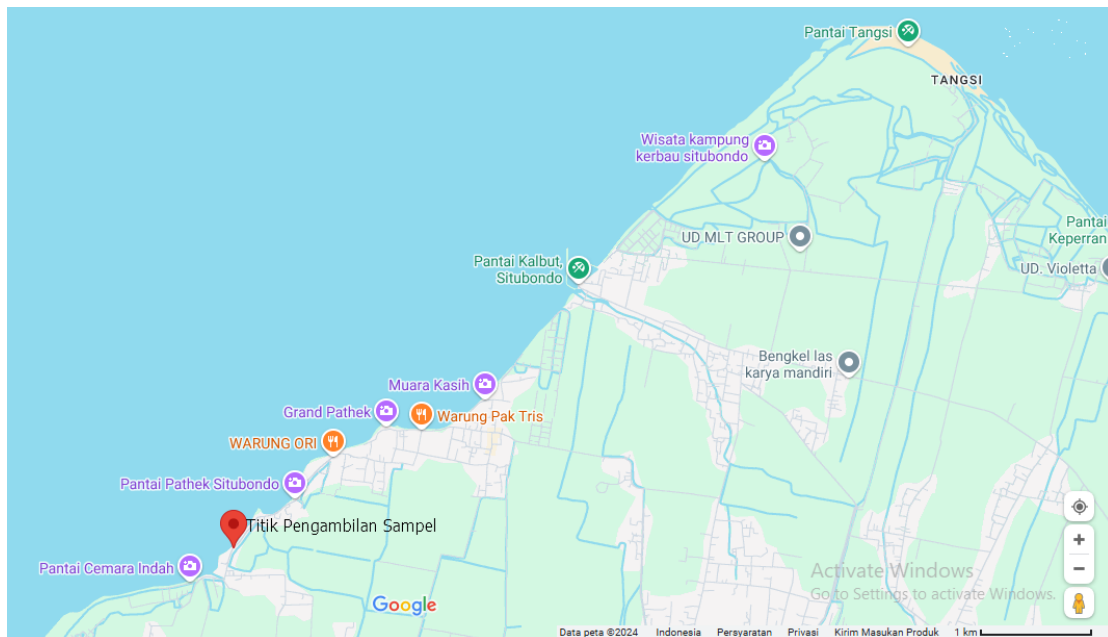 Pantai Tangsi
TANGSI
Wisata kampung
kerbau situbondo
Pantai
Keperran
UD MLT GROUP
UD. Violetta
Pantai Kalbut,
Situbondo
Bengkel las
karya mandiri
Muara Kasih
Grand Pathek
Warung Pak Tris
WARUNG ORI
Pantai Pathek Situbondo
Titik Pengambilan Sampel
Pantai Cemara Indah
Activate Windows
Go to Settings to activate Windows.
Google
Data peta ©2024 Indonesia Persyaratan Privasi Kirim Masukan Produk 1 km